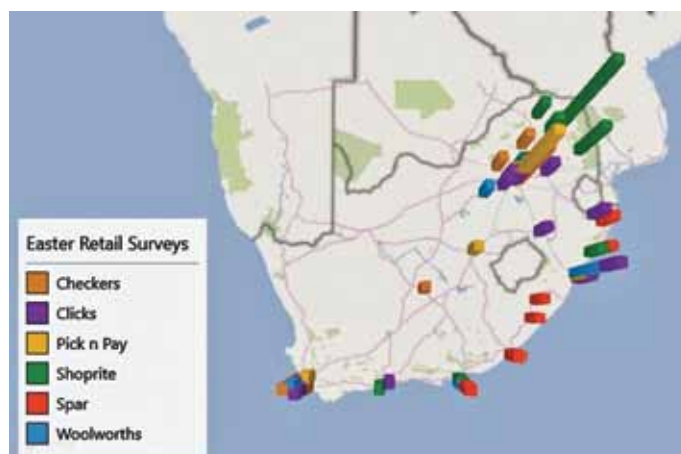 Easter Retail Surveys
Checkers
Clicks
Pick n Pay
Shoprite
Spar
Woolworths